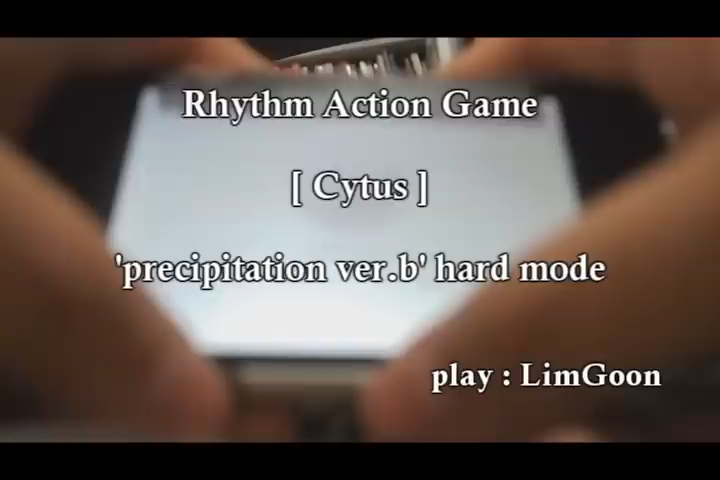 Rhythm Action Game
[ Cytus ]
'precipitation ver.b' hard mode
play : LimGoon